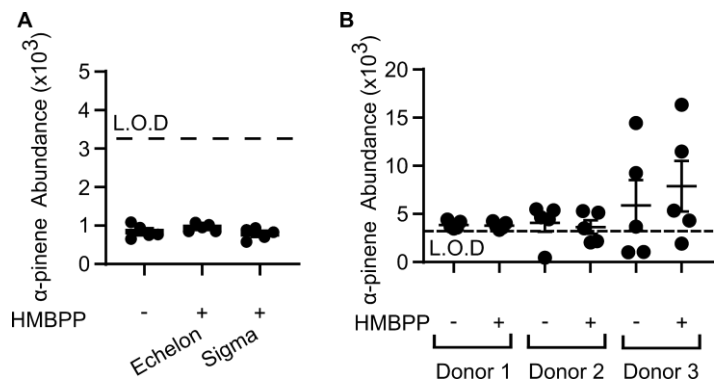 A
α-pinene Abundance (x10³)
5
4
3
2
1
0
L.O.D
HMBPP - + +
Echelon Sigma
B
α-pinene Abundance (x10³)
20
15
10
5
0
L.O.D
HMBPP - + - + - +
Donor 1 Donor 2 Donor 3